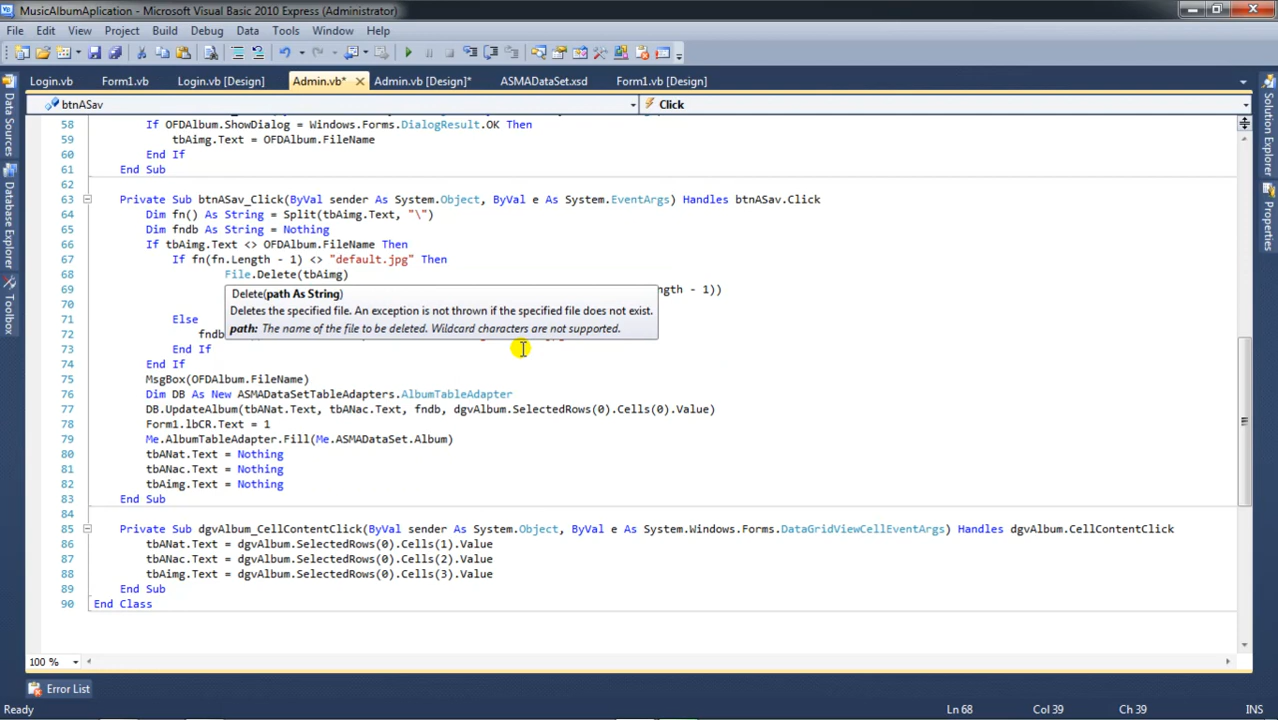 MusicAlbumAplication - Microsoft Visual Basic 2010 Express (Administrator)
File Edit View Project Build Debug Data Tools Window Help
Login.vb Form1.vb Login.vb [Design] Admin.vb* Admin.vb [Design]* ASMADataSet.xsd Form1.vb [Design]
btnASav Click
Data Sources
Database Explorer
Toolbox
Solution Explorer
Properties
58 If OFDAlbum.ShowDialog = Windows.Forms.DialogResult.OK Then
59 tbAimg.Text = OFDAlbum.FileName
60 End If
61 End Sub
62
63 Private Sub btnASav_Click(ByVal sender As System.Object, ByVal e As System.EventArgs) Handles btnASav.Click
64 Dim fn() As String = Split(tbAimg.Text, "\")
65 Dim fndb As String = Nothing
66 If tbAimg.Text <> OFDAlbum.FileName Then
67 If fn(fn.Length - 1) <> "default.jpg" Then
68 File.Delete(tbAimg)
Delete(path As String)
Deletes the specified file. An exception is not thrown if the specified file does not exist.
path: The name of the file to be deleted. Wildcard characters are not supported.
69 ngth - 1))
70
71 Else
72 fndb
73 End If
74 End If
75 MsgBox(OFDAlbum.FileName)
76 Dim DB As New ASMADataSetTableAdapters.AlbumTableAdapter
77 DB.UpdateAlbum(tbANat.Text, tbANac.Text, fndb, dgvAlbum.SelectedRows(0).Cells(0).Value)
78 Form1.lbCR.Text = 1
79 Me.AlbumTableAdapter.Fill(Me.ASMADataSet.Album)
80 tbANat.Text = Nothing
81 tbANac.Text = Nothing
82 tbAimg.Text = Nothing
83 End Sub
84
85 Private Sub dgvAlbum_CellContentClick(ByVal sender As System.Object, ByVal e As System.Windows.Forms.DataGridViewCellEventArgs) Handles dgvAlbum.CellContentClick
86 tbANat.Text = dgvAlbum.SelectedRows(0).Cells(1).Value
87 tbANac.Text = dgvAlbum.SelectedRows(0).Cells(2).Value
88 tbAimg.Text = dgvAlbum.SelectedRows(0).Cells(3).Value
89 End Sub
90 End Class
100 %
Error List
Ready Ln 68 Col 39 Ch 39 INS